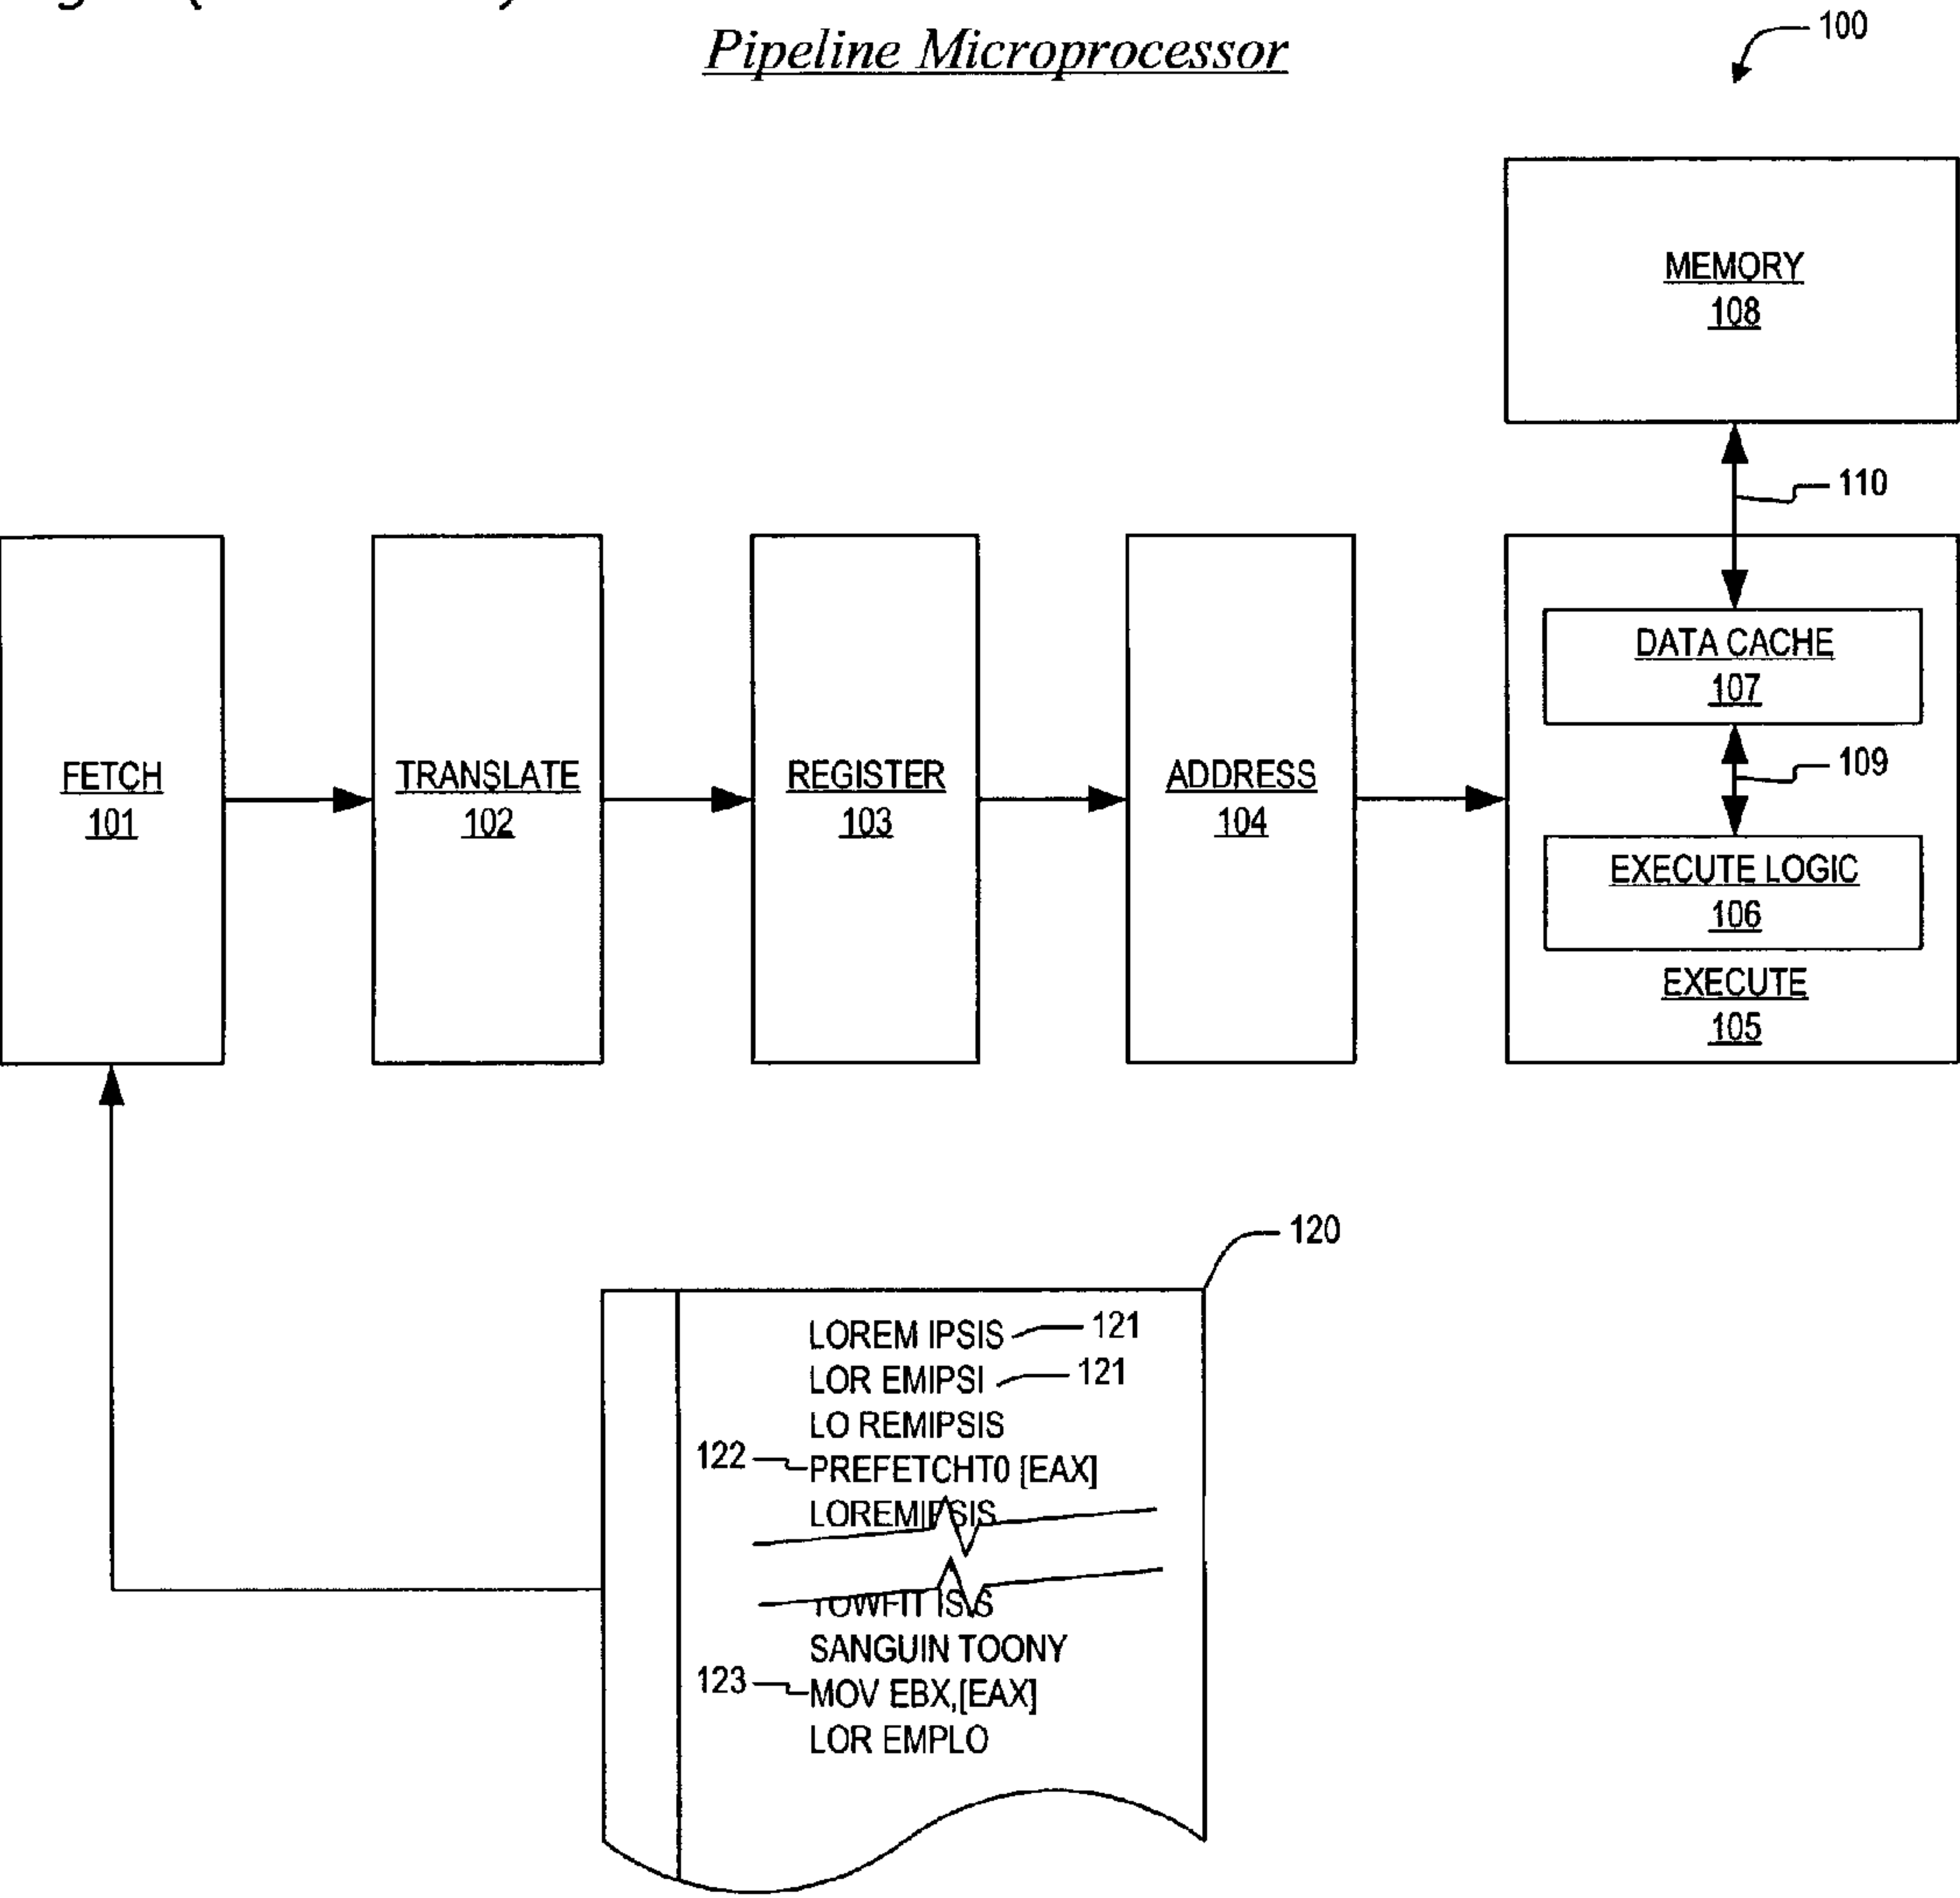 Pipeline Microprocessor
100
MEMORY
108
110
DATA CACHE
107
109
EXECUTE LOGIC
106
EXECUTE
105
FETCH
101
TRANSLATE
102
REGISTER
103
ADDRESS
104
120
LOREM IPSIS 121
LOR EMIPSI 121
LO REMIPSIS
122 PREFETCHT0 [EAX]
LOREMIPSIS
ISIS
SANGUIN TOONY
123 MOV EBX,[EAX]
LOR EMPLO